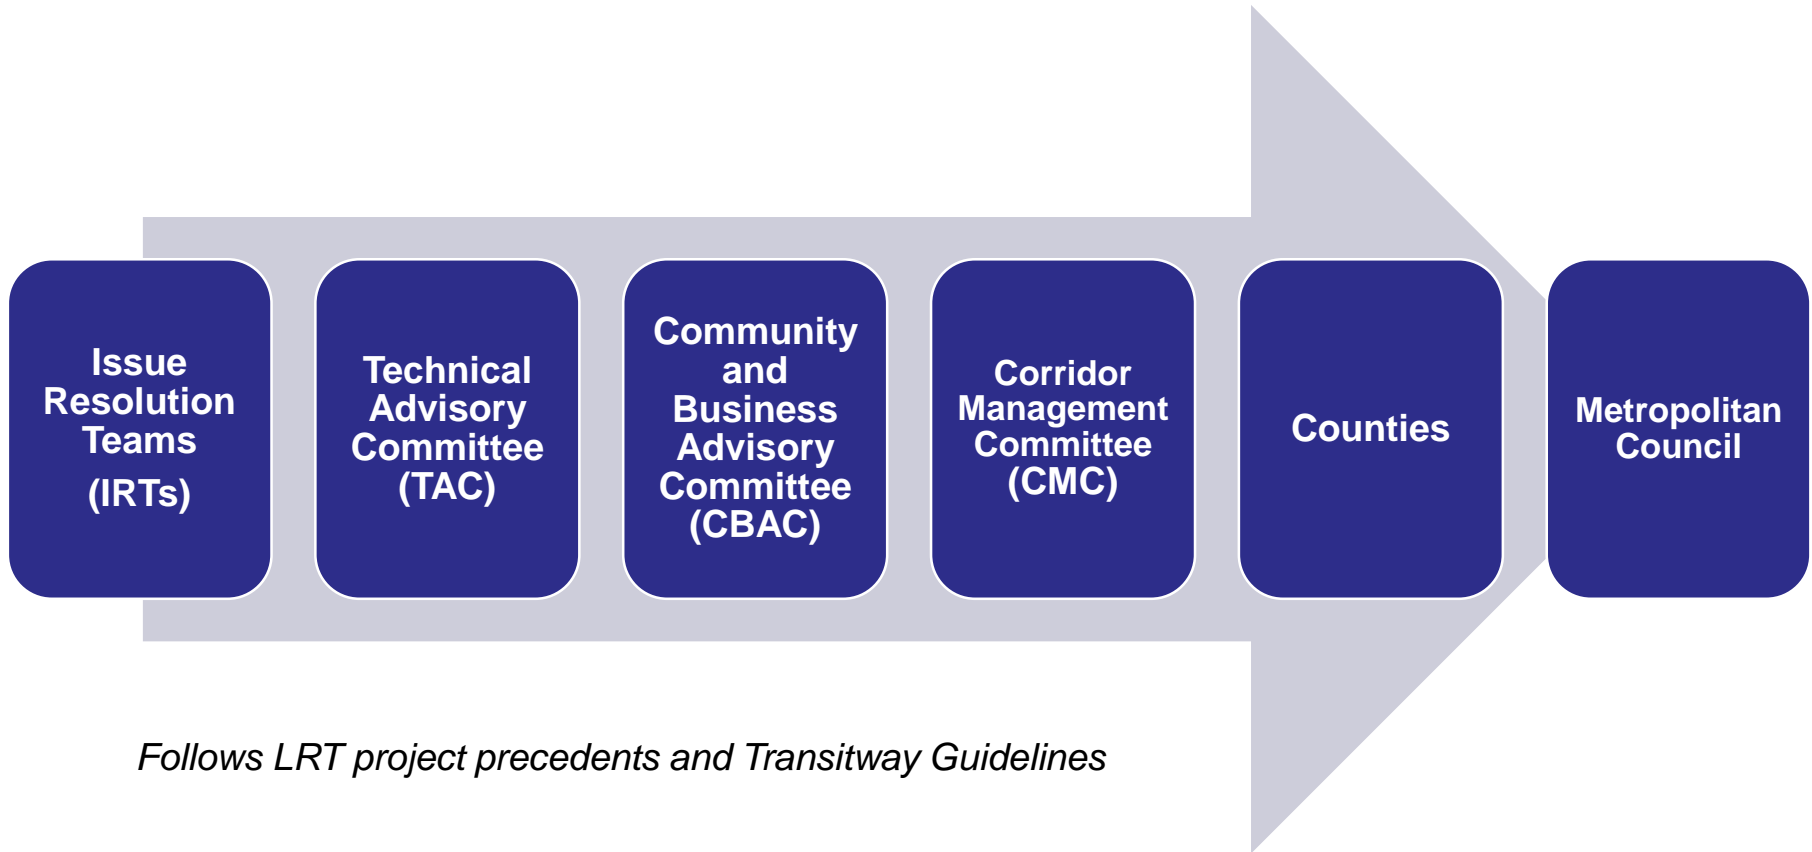 Issue
Resolution
Teams
(IRTs)
Technical
Advisory
Committee
(TAC)
Community
and
Business
Advisory
Committee
(CBAC)
Corridor
Management
Committee
(CMC)
Counties
Metropolitan
Council
Follows LRT project precedents and Transitway Guidelines